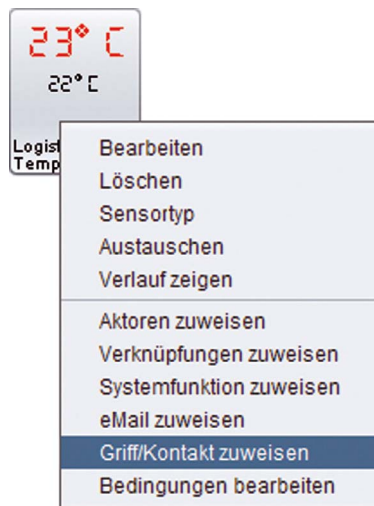 23° C
22° C
Logist
Temp
Bearbeiten
Löschen
Sensortyp
Austauschen
Verlauf zeigen
Aktoren zuweisen
Verknüpfungen zuweisen
Systemfunktion zuweisen
eMail zuweisen
Griff/Kontakt zuweisen
Bedingungen bearbeiten